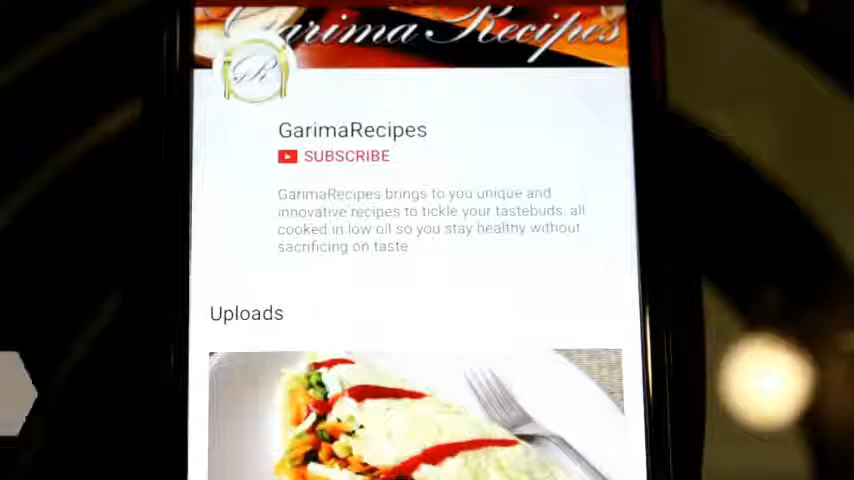 Garima Recipes
GR
GarimaRecipes
SUBSCRIBE
GarimaRecipes brings to you unique and
innovative recipes to tickle your tastebuds, all
cooked in low oil so you stay healthy without
sacrificing on taste
Uploads